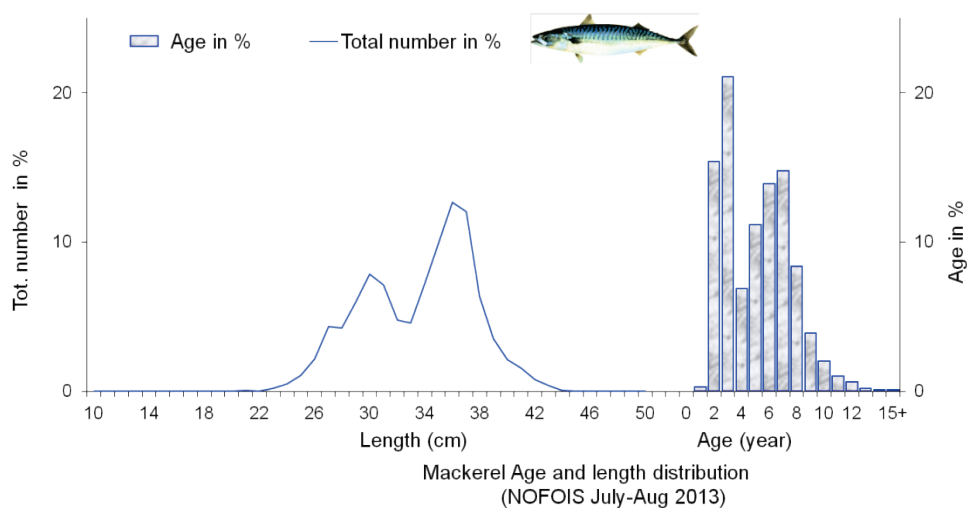 Age in %
Total number in %
20
10
0
Tot. number in %
20
10
0
Age in %
10 14 18 22 26 30 34 38 42 46 50
0 2 4 6 8 10 12 15+
Length (cm)
Age (year)
Mackerel Age and length distribution
(NOFOIS July-Aug 2013)